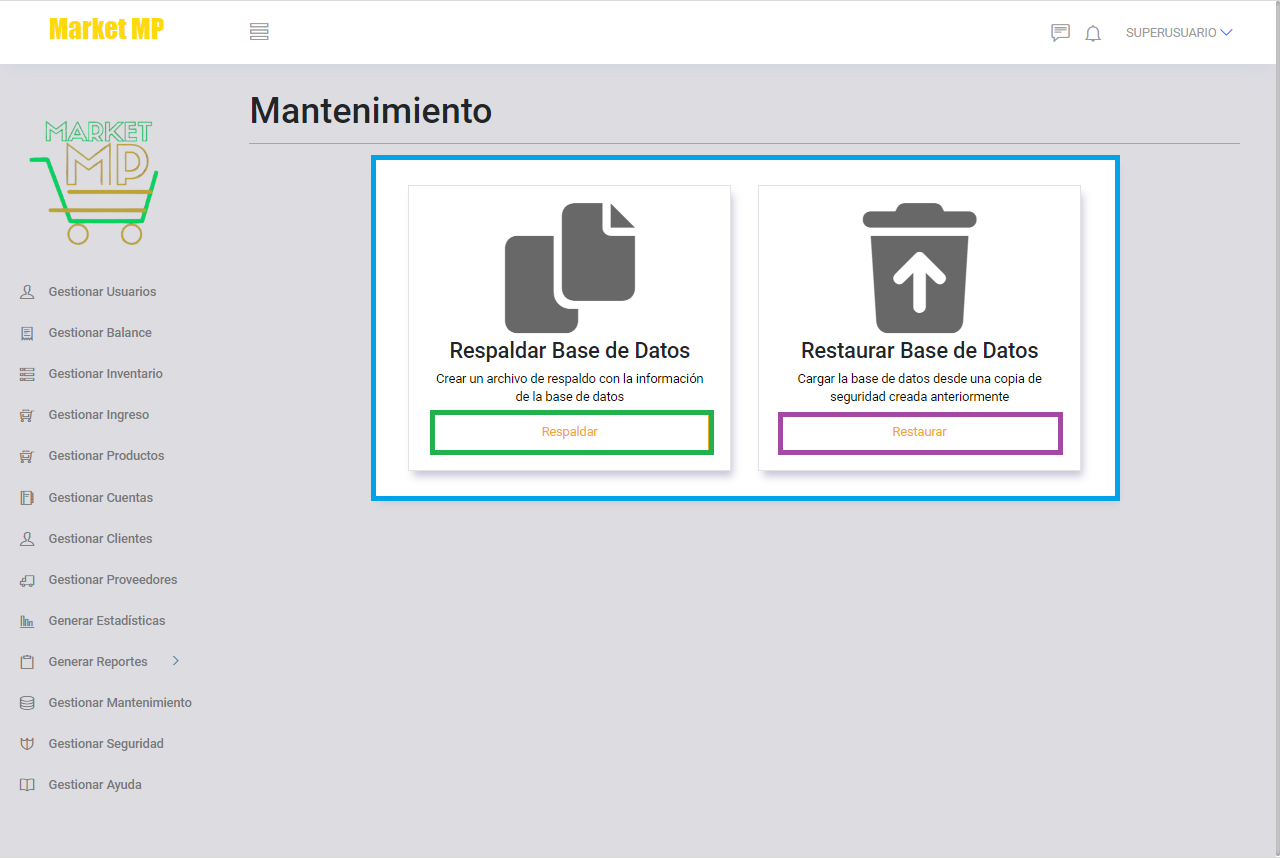 Market MP
SUPERUSUARIO
MARKET
MP
Gestionar Usuarios
Gestionar Balance
Gestionar Inventario
Gestionar Ingreso
Gestionar Productos
Gestionar Cuentas
Gestionar Clientes
Gestionar Proveedores
Generar Estadísticas
Generar Reportes
Gestionar Mantenimiento
Gestionar Seguridad
Gestionar Ayuda
Mantenimiento
Respaldar Base de Datos
Crear un archivo de respaldo con la información
de la base de datos
Respaldar
Restaurar Base de Datos
Cargar la base de datos desde una copia de
seguridad creada anteriormente
Restaurar